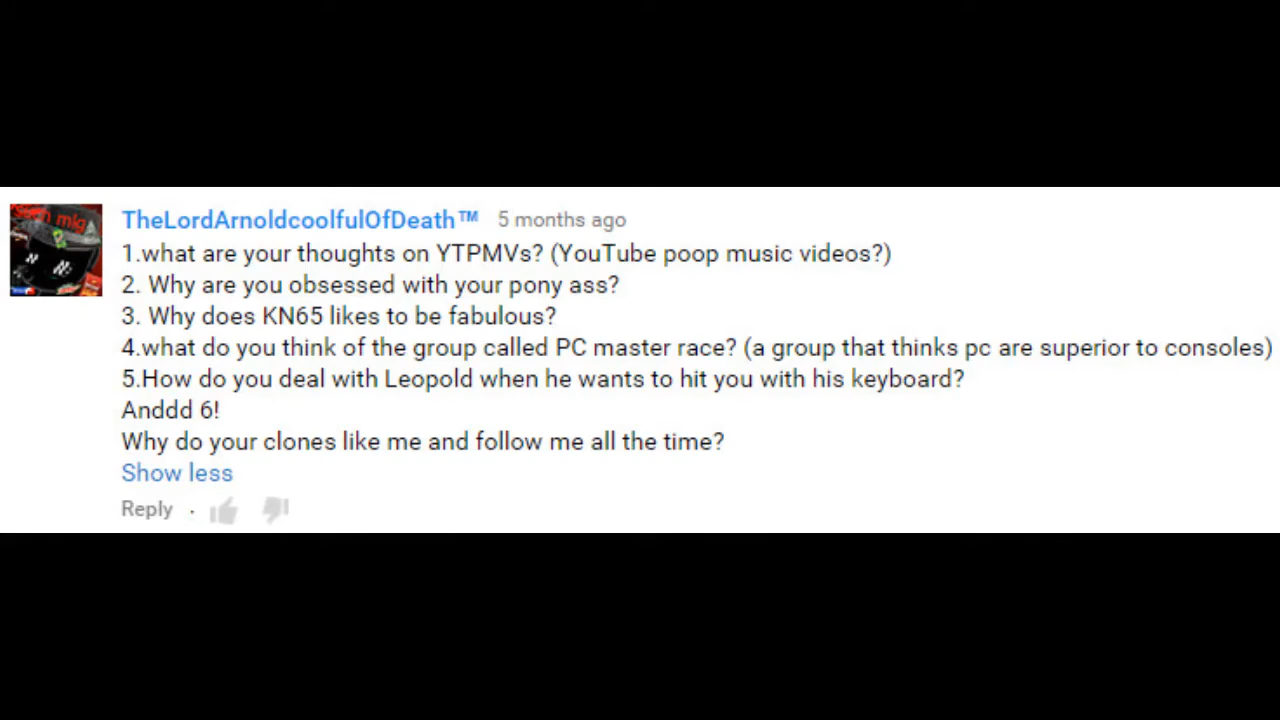 TheLordArnoldcoolfulOfDeath™ 5 months ago
1.what are your thoughts on YTPMVs? (YouTube poop music videos?)
2. Why are you obsessed with your pony ass?
3. Why does KN65 likes to be fabulous?
4.what do you think of the group called PC master race? (a group that thinks pc are superior to consoles)
5.How do you deal with Leopold when he wants to hit you with his keyboard?
Anddd 6!
Why do your clones like me and follow me all the time?
Show less
Reply ·